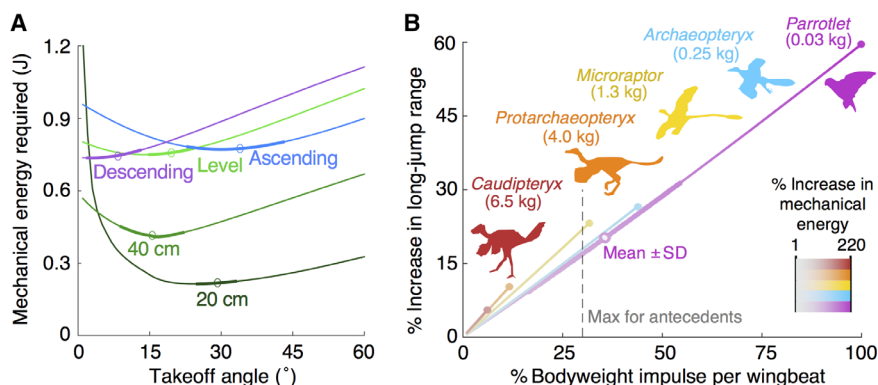 A
Mechanical energy required (J)
1.2
0.9
0.6
0.3
0
Descending
Level
Ascending
40 cm
20 cm
0
15
30
45
60
Takeoff angle (°)
B
% Increase in long-jump range
60
45
30
15
0
Parrotlet
(0.03 kg)
Archaeopteryx
(0.25 kg)
Microraptor
(1.3 kg)
Protarchaeopteryx
(4.0 kg)
Caudipteryx
(6.5 kg)
Mean ±SD
Max for antecedents
% Increase in
mechanical
energy
1
220
0
25
50
75
100
% Bodyweight impulse per wingbeat